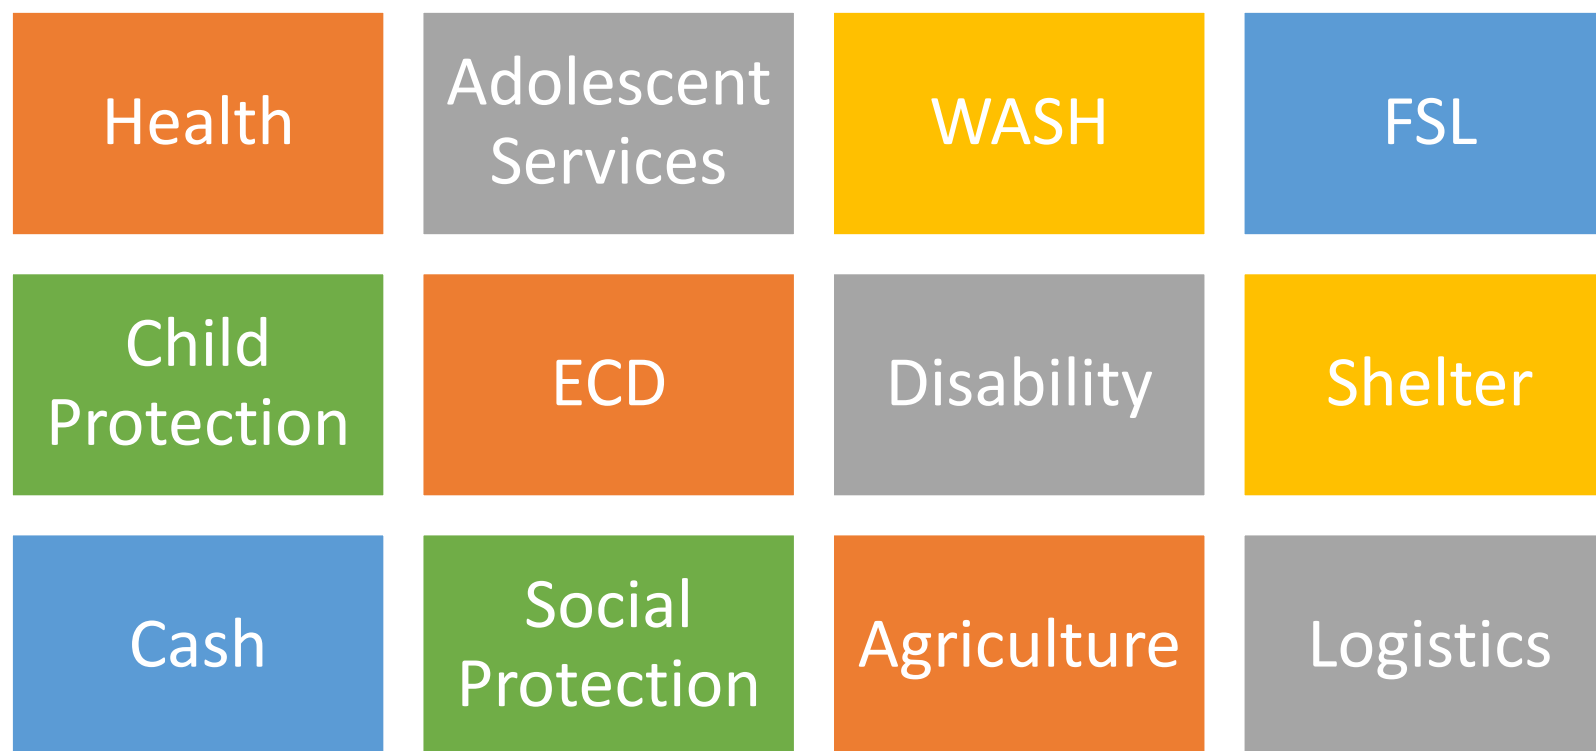 Health
Adolescent
Services
WASH
FSL
Child
Protection
ECD
Disability
Shelter
Cash
Social
Protection
Agriculture
Logistics